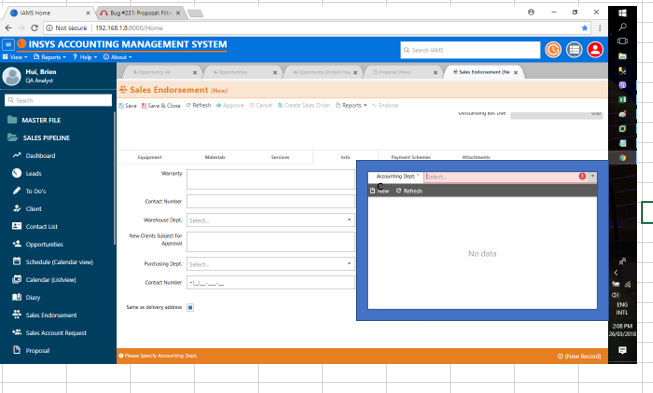 IAMS Home
Bug #231: Proposal Filte
Not secure | 192.168.1.8:8000/Home
INSYS ACCOUNTING MANAGEMENT SYSTEM
Search IAMS
View Reports ? Help About
Hui, Brien
QA Analyst
Search
MASTER FILE
SALES PIPELINE
Dashboard
Leads
To Do's
Client
Contact List
Opportunities
Schedule (Calendar view)
Calendar (Listview)
Diary
Sales Endorsement
Sales Account Request
Proposal
Opportunity (All)
Opportunities
Opportunity (Project Ha
Proposal (New)
Sales Endorsement (Ne
Sales Endorsement (New)
Save Save & Close Refresh Approve Cancel Create Sales Order Reports Endorse
Outstanding Bus Due
0.00
Equipment Materials Services Info Payment Schemes Attachments
Warranty
Contact Number
Warehouse Dept. Select...
New Clients Subject For Approval
Purchasing Dept. Select...
Contact Number
Same as delivery address
Accounting Dept. * Select...
New Refresh
No data
Please Specify Accounting Dept.
(New Record)
ENG
INTL
2:08 PM
26/03/2018